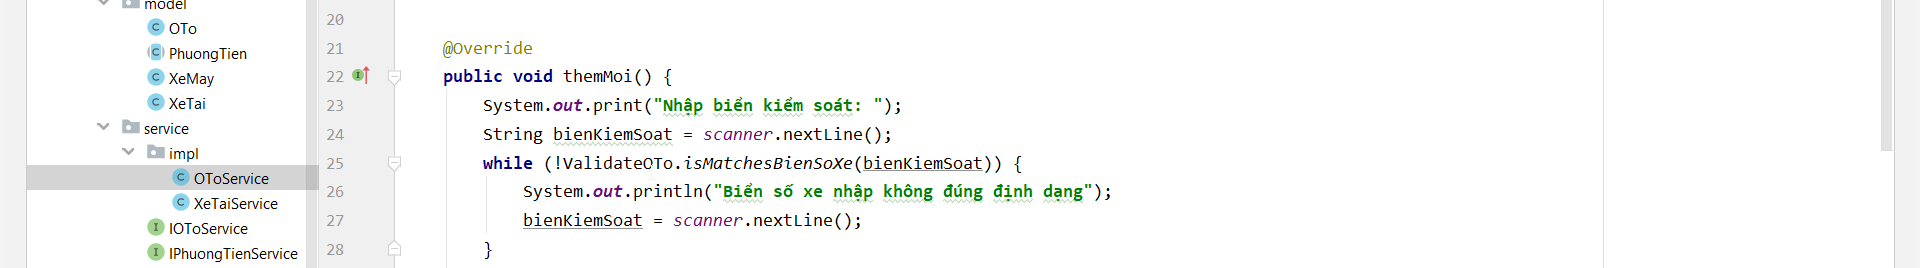 model
OTo
PhuongTien
XeMay
XeTai
service
impl
OToService
XeTaiService
IOToService
IPhuongTienService
20
21 @Override
22 public void themMoi() {
23 System.out.print("Nhập biển kiểm soát: ");
24 String bienKiemSoat = scanner.nextLine();
25 while (!ValidateOTo.isMatchesBienSoXe(bienKiemSoat)) {
26 System.out.println("Biển số xe nhập không đúng định dạng");
27 bienKiemSoat = scanner.nextLine();
28 }